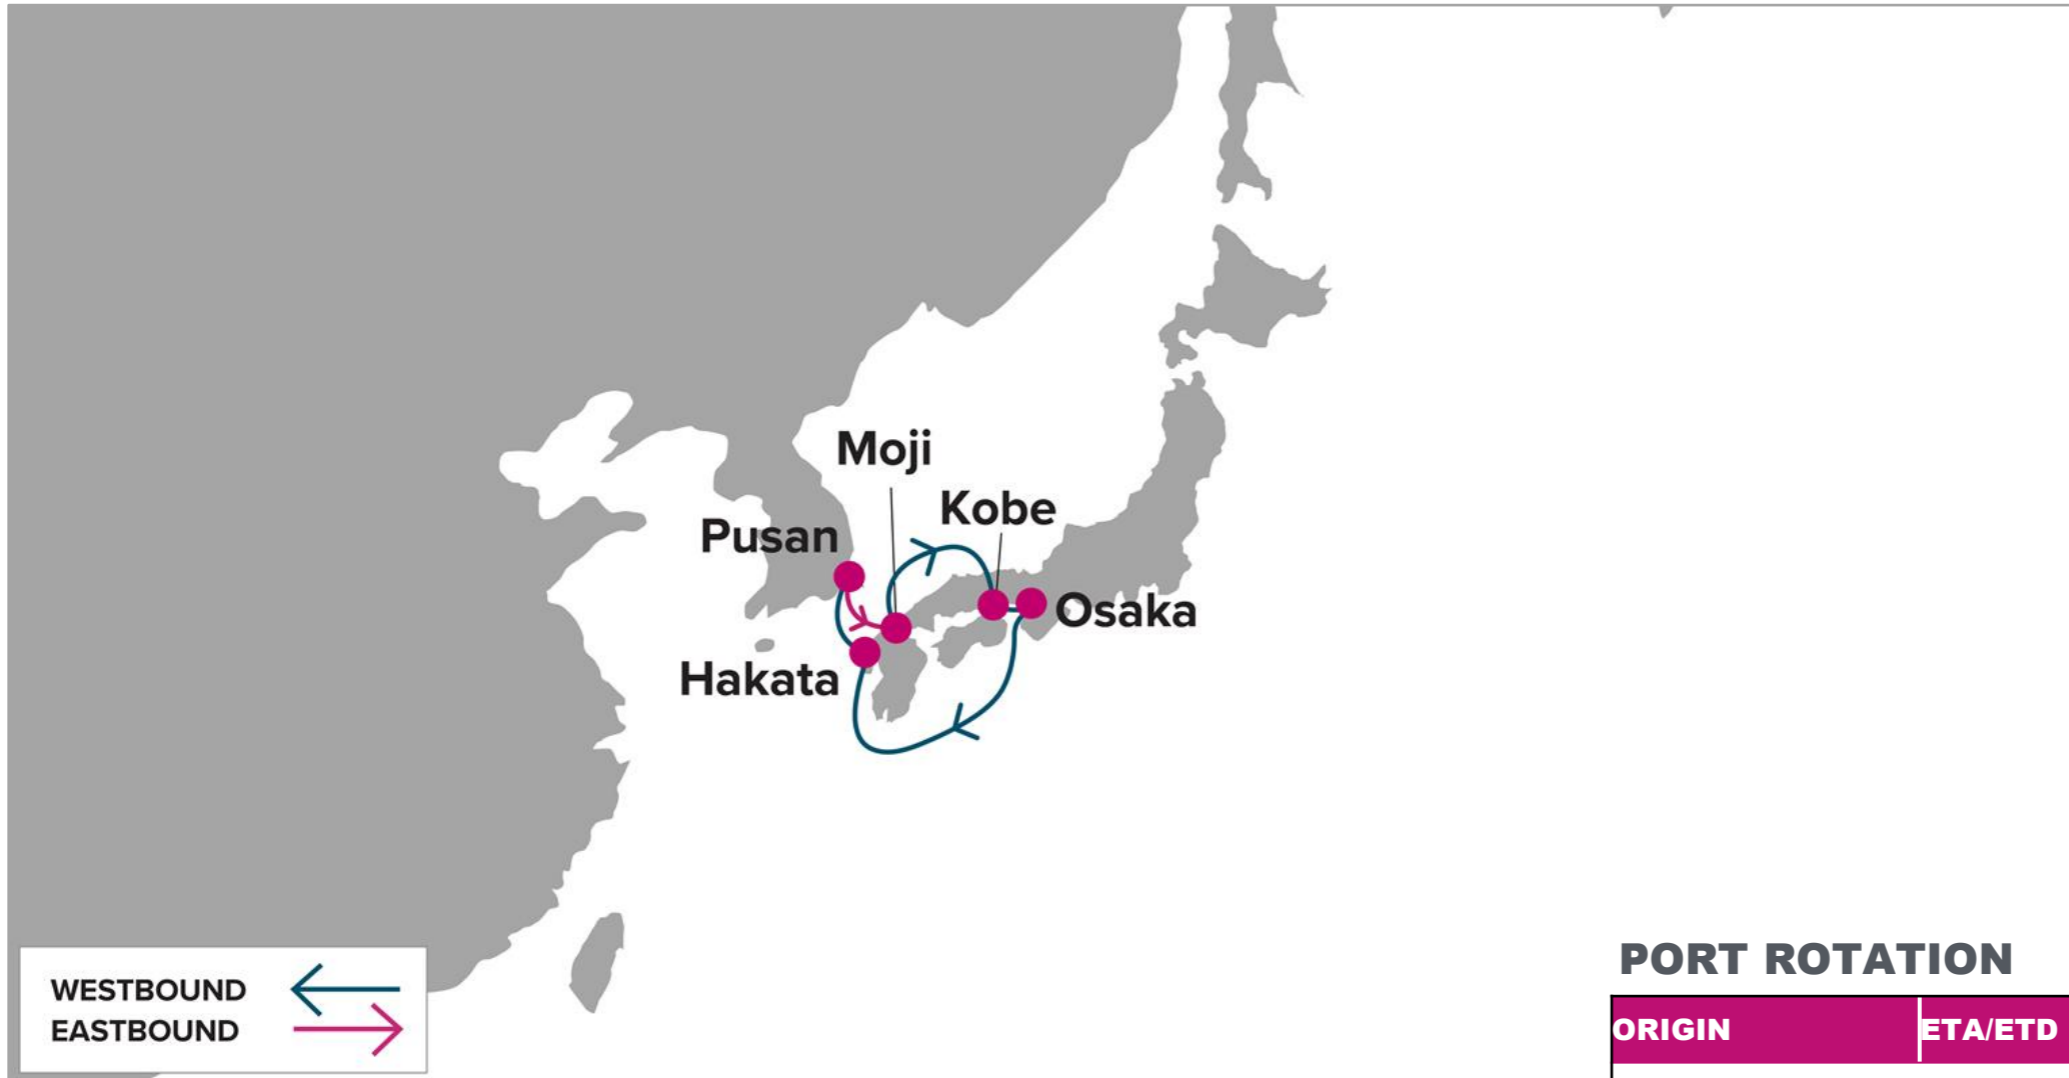 Moji
Kobe
Pusan
Osaka
Hakata
WESTBOUND
EASTBOUND
PORT ROTATION
ORIGIN ETA/ETD